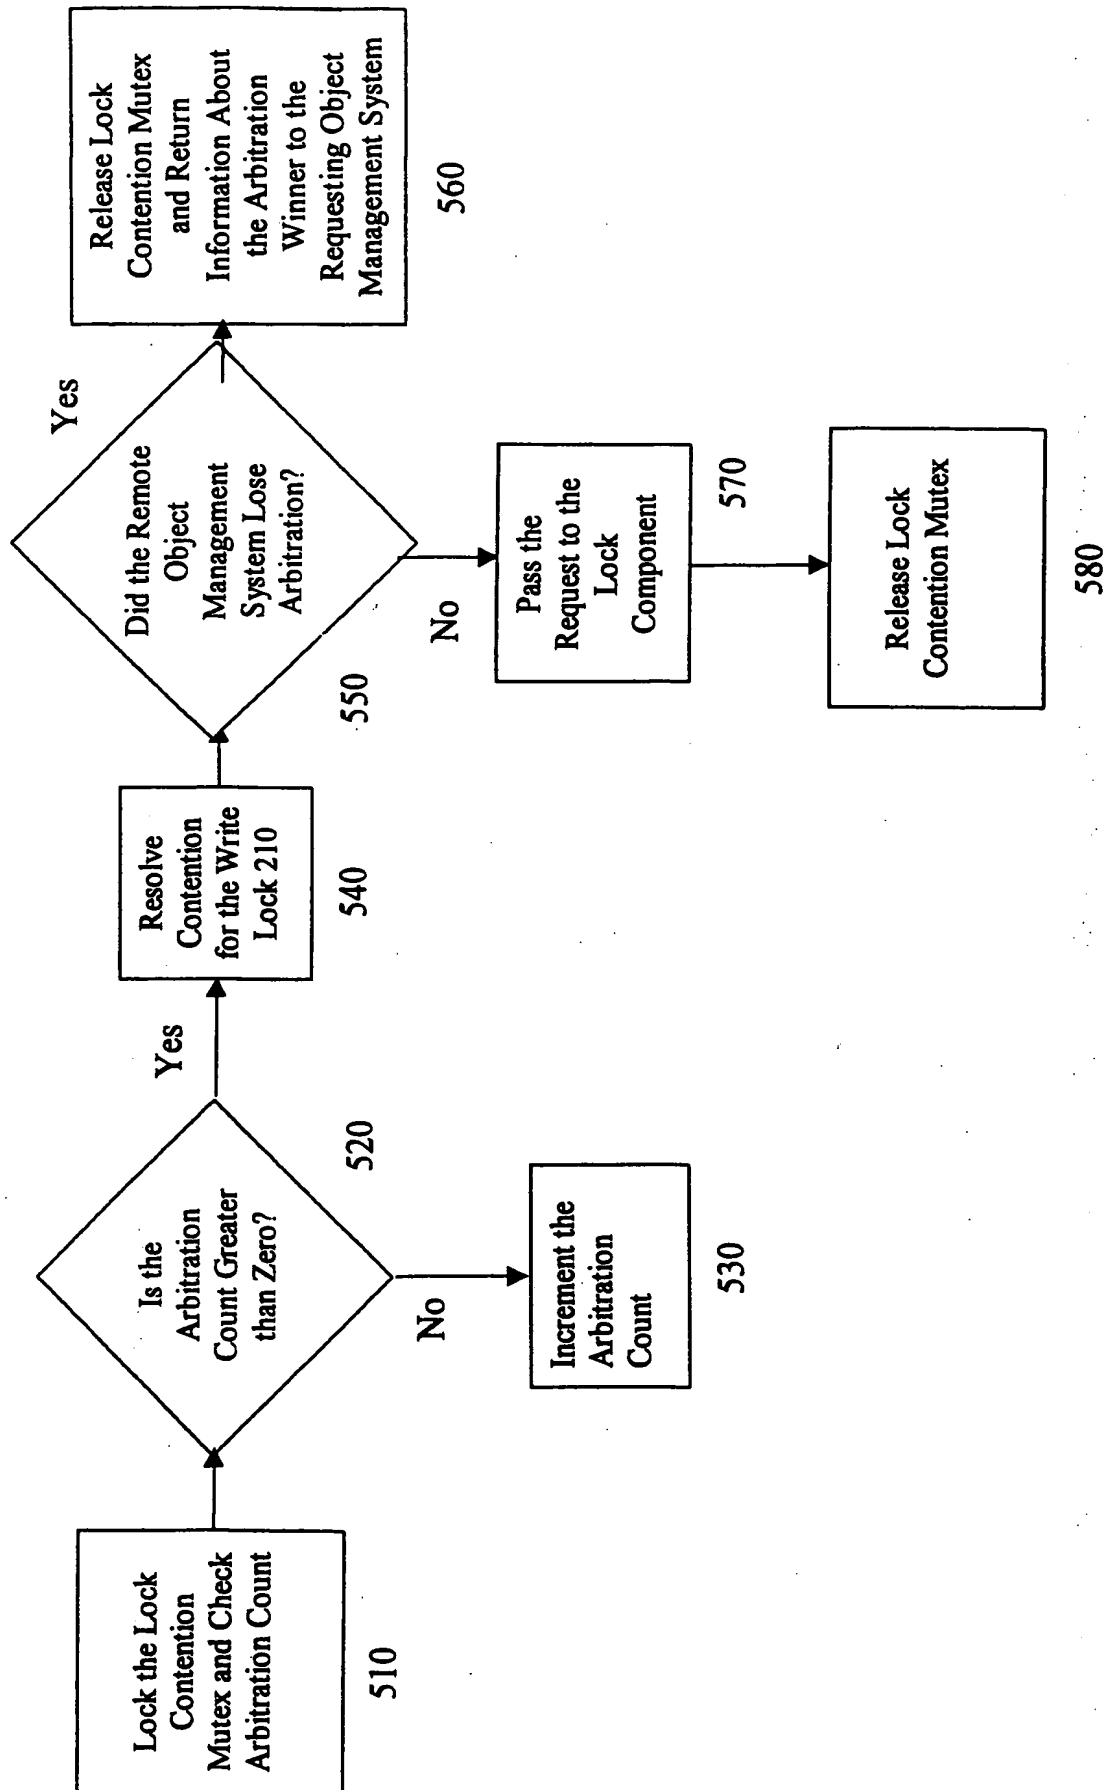 Lock the Lock
Contention
Mutex and Check
Arbitration Count
510
Is the
Arbitration
Count Greater
than Zero?
520
No
Increment the
Arbitration
Count
530
Yes
Resolve
Contention
for the Write
Lock 210
540
Did the Remote
Object
Management
System Lose
Arbitration?
550
Yes
Release Lock
Contention Mutex
and Return
Information About
the Arbitration
Winner to the
Requesting Object
Management System
560
No
Pass the
Request to the
Lock
Component
570
Release Lock
Contention Mutex
580